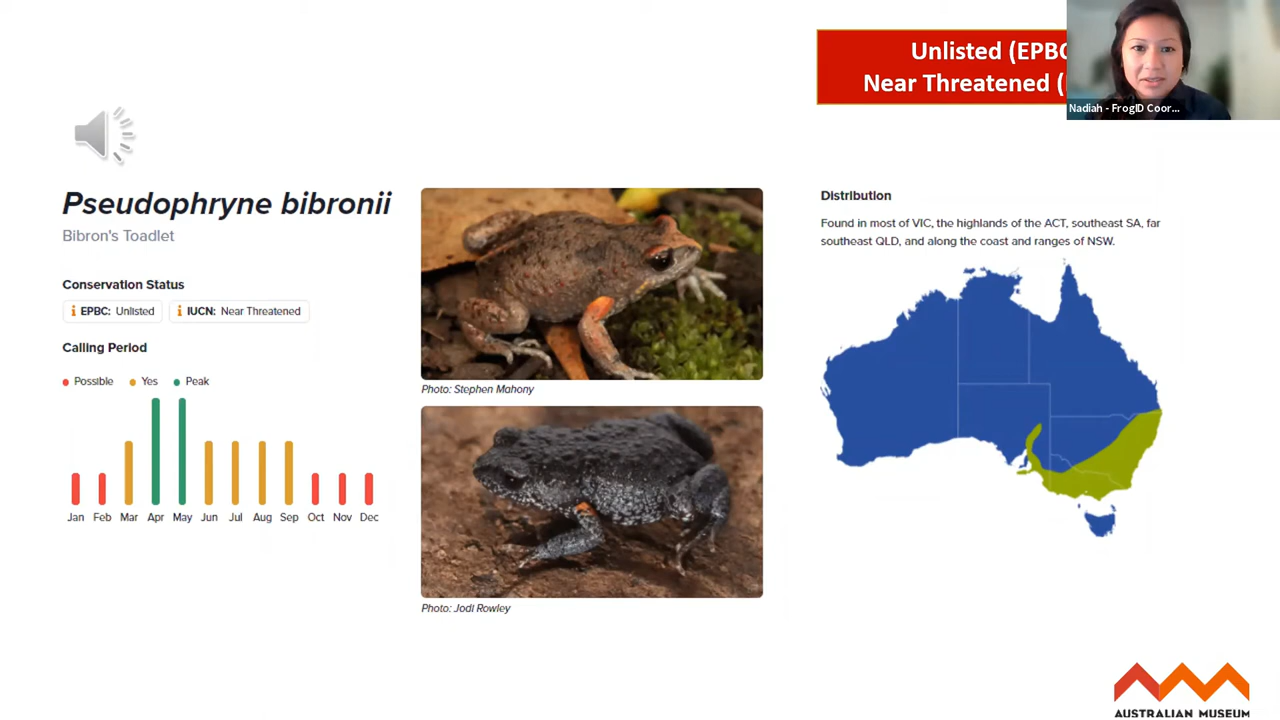 Unlisted (EPBC
Near Threatened (
Nadiah - FrogID Coor...
Pseudophryne bibronii
Bibron's Toadlet
Conservation Status
EPBC: Unlisted
IUCN: Near Threatened
Calling Period
Possible
Yes
Peak
Jan
Feb
Mar
Apr
May
Jun
Jul
Aug
Sep
Oct
Nov
Dec
Photo: Stephen Mahony
Photo: Jodi Rowley
Distribution
Found in most of VIC, the highlands of the ACT, southeast SA, far
southeast QLD, and along the coast and ranges of NSW.
AUSTRALIAN MUSEUM